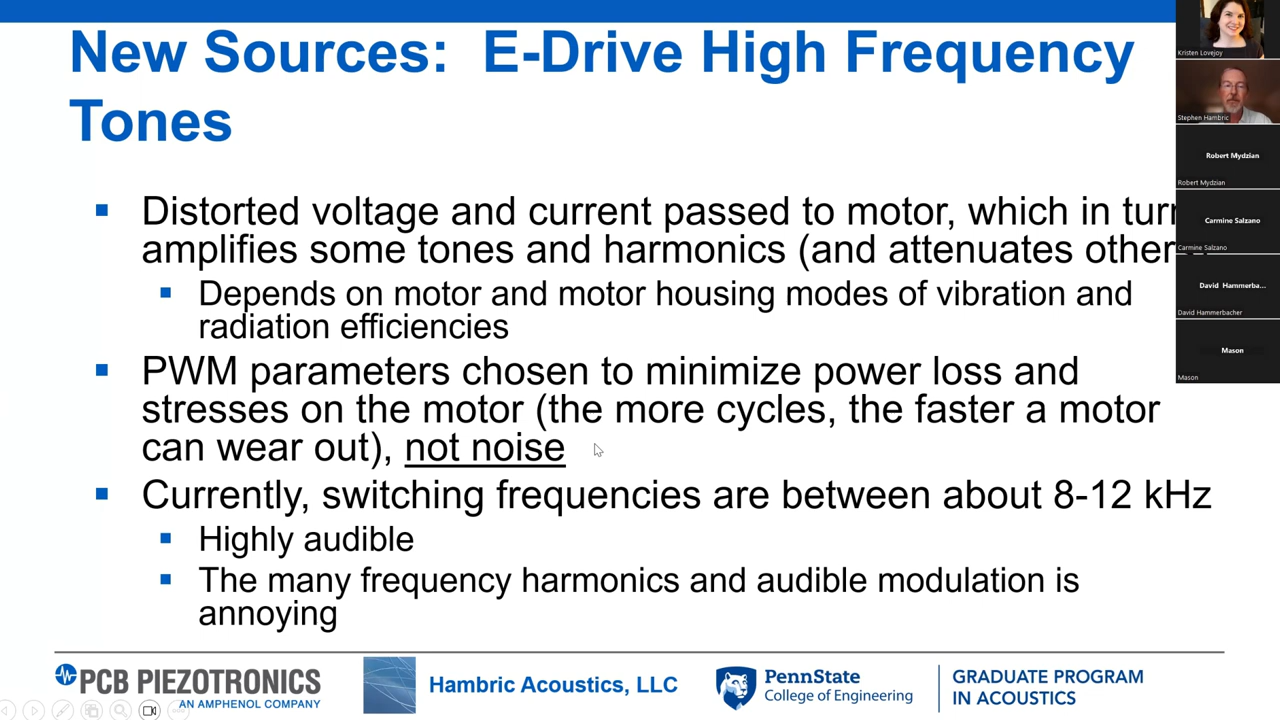 New Sources: E-Drive High Frequency
Tones
Distorted voltage and current passed to motor, which in turn
amplifies some tones and harmonics (and attenuates others)
Depends on motor and motor housing modes of vibration and
radiation efficiencies
PWM parameters chosen to minimize power loss and
stresses on the motor (the more cycles, the faster a motor
can wear out), not noise
Currently, switching frequencies are between about 8-12 kHz
Highly audible
The many frequency harmonics and audible modulation is
annoying
PCB PIEZOTRONICS
AN AMPHENOL COMPANY
Hambric Acoustics, LLC
PennState
College of Engineering
GRADUATE PROGRAM
IN ACOUSTICS
Kristen Lovejoy
Stephen Hambric
Robert Mydzian
Robert Mydzian
Carmine Salzano
Carmine Salzano
David Hammerba...
David Hammerbacher
Mason
Mason